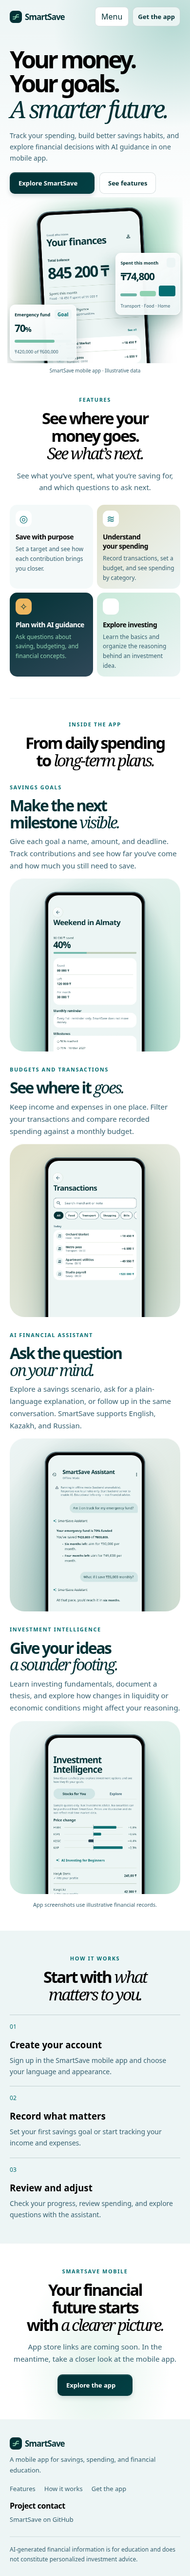 SmartSave
Menu
Get the app
Your money.
Your goals.
A smarter future.
Track your spending, build better savings habits, and
explore financial decisions with AI guidance in one
mobile app.
Explore SmartSave
See features
Your finances
Total balance
845 200 ₸
Spent this month
₸74,800
Transport · Food · Home
Emergency fund
Goal
70%
₸420,000 of ₸600,000
SmartSave mobile app · Illustrative data
FEATURES
See where your
money goes.
See what's next.
See what you've spent, what you're saving for,
and which questions to ask next.
Save with purpose
Set a target and see how
each contribution brings
you closer.
Understand
your spending
Record transactions, set a
budget, and see spending
by category.
Plan with AI guidance
Ask questions about
saving, budgeting, and
financial concepts.
Explore investing
Learn the basics and
organize the reasoning
behind an investment
idea.
INSIDE THE APP
From daily spending
to long-term plans.
SAVINGS GOALS
Make the next
milestone visible.
Give each goal a name, amount, and deadline.
Track contributions and see how far you've come
and how much you still need to save.
Weekend in Almaty
40%
Monthly reminder
Milestones
BUDGETS AND TRANSACTIONS
See where it goes.
Keep income and expenses in one place. Filter
your transactions and compare recorded
spending against a monthly budget.
Transactions
AI FINANCIAL ASSISTANT
Ask the question
on your mind.
Explore a savings scenario, ask for a plain-
language explanation, or follow up in the same
conversation. SmartSave supports English,
Kazakh, and Russian.
SmartSave Assistant
INVESTMENT INTELLIGENCE
Give your ideas
a sounder footing.
Learn investing fundamentals, document a
thesis, and explore how changes in liquidity or
economic conditions might affect your reasoning.
Investment
Intelligence
Stocks for You
Explore
Price change
AI Investing for Beginners
App screenshots use illustrative financial records.
HOW IT WORKS
Start with what
matters to you.
01
Create your account
Sign up in the SmartSave mobile app and choose
your language and appearance.
02
Record what matters
Set your first savings goal or start tracking your
income and expenses.
03
Review and adjust
Check your progress, review spending, and explore
questions with the assistant.
SMARTSAVE MOBILE
Your financial
future starts
with a clearer picture.
App store links are coming soon. In the
meantime, take a closer look at the mobile app.
Explore the app
SmartSave
A mobile app for savings, spending, and financial
education.
Features
How it works
Get the app
Project contact
SmartSave on GitHub
AI-generated financial information is for education and does
not constitute personalized investment advice.